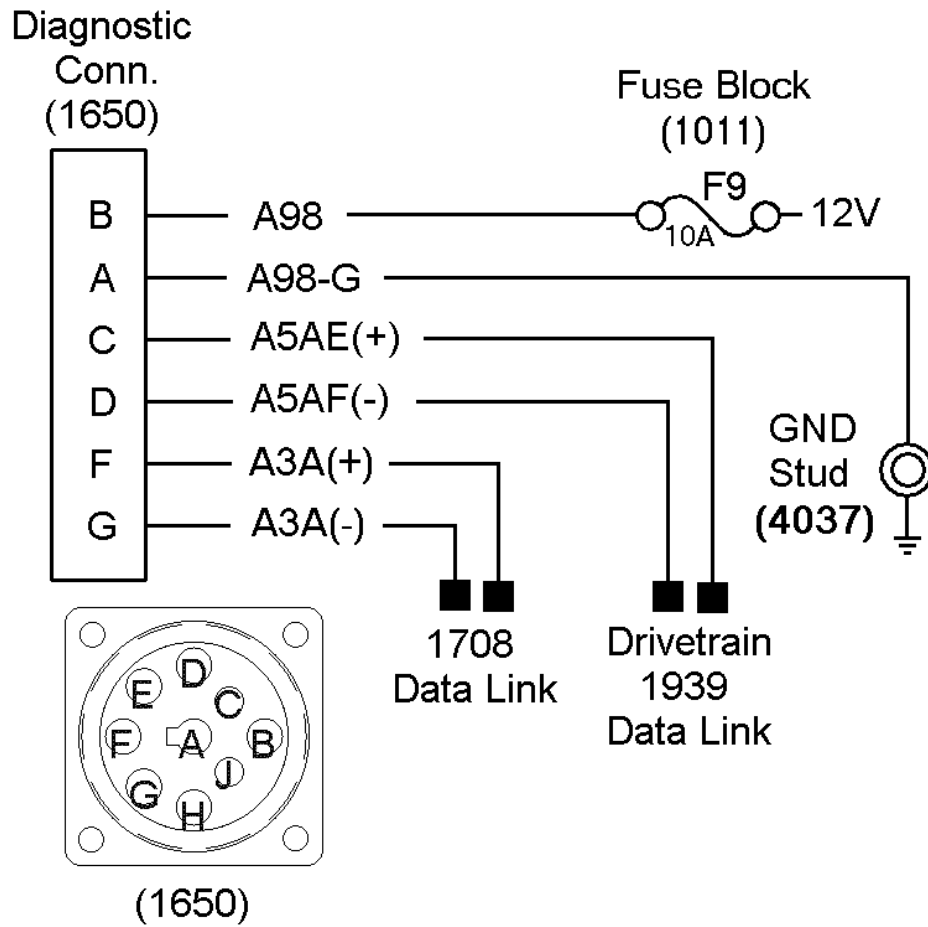 Diagnostic
Conn.
(1650)
Fuse Block
(1011)
F9
B
A98
10A
12V
A
A98-G
C
A5AE(+)
D
A5AF(-)
GND
Stud
(4037)
F
A3A(+)
G
A3A(-)
1708
Data Link
Drivetrain
1939
Data Link
D
E
C
F
A
B
J
G
H
(1650)